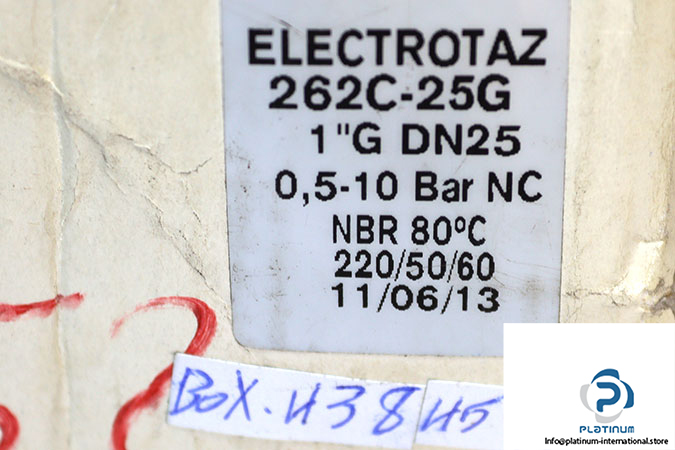 ELECTROTAZ
262C-25G
1"G DN25
0,5-10 Bar NC
NBR 80ºC
220/50/60
11/06/13
BOX. 438 45
PLATINUM
Info@platinum-international.store